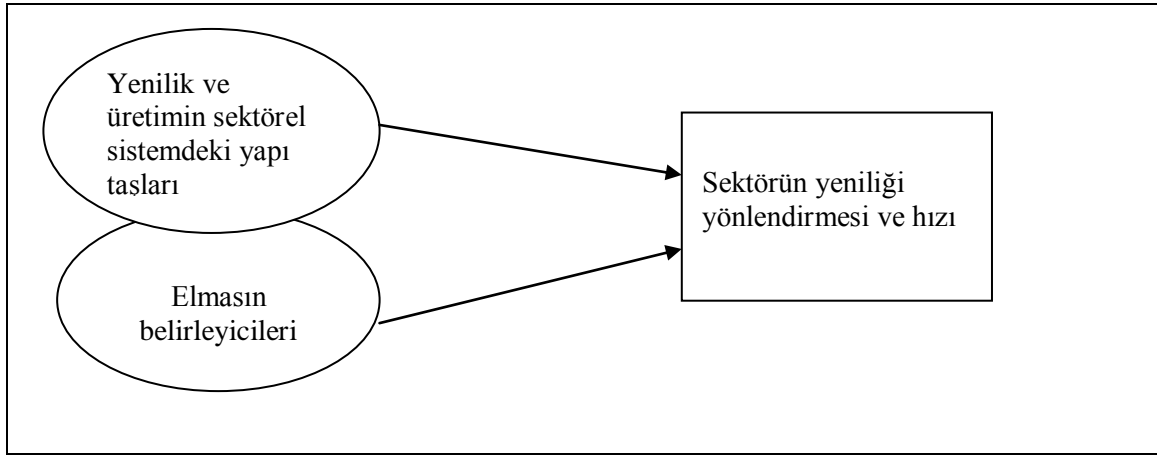 Yenilik ve
üretimin sektörel
sistemdeki yapı
taşları
Sektörün yeniliği
yönlendirmesi ve hızı
Elmasın
belirleyicileri